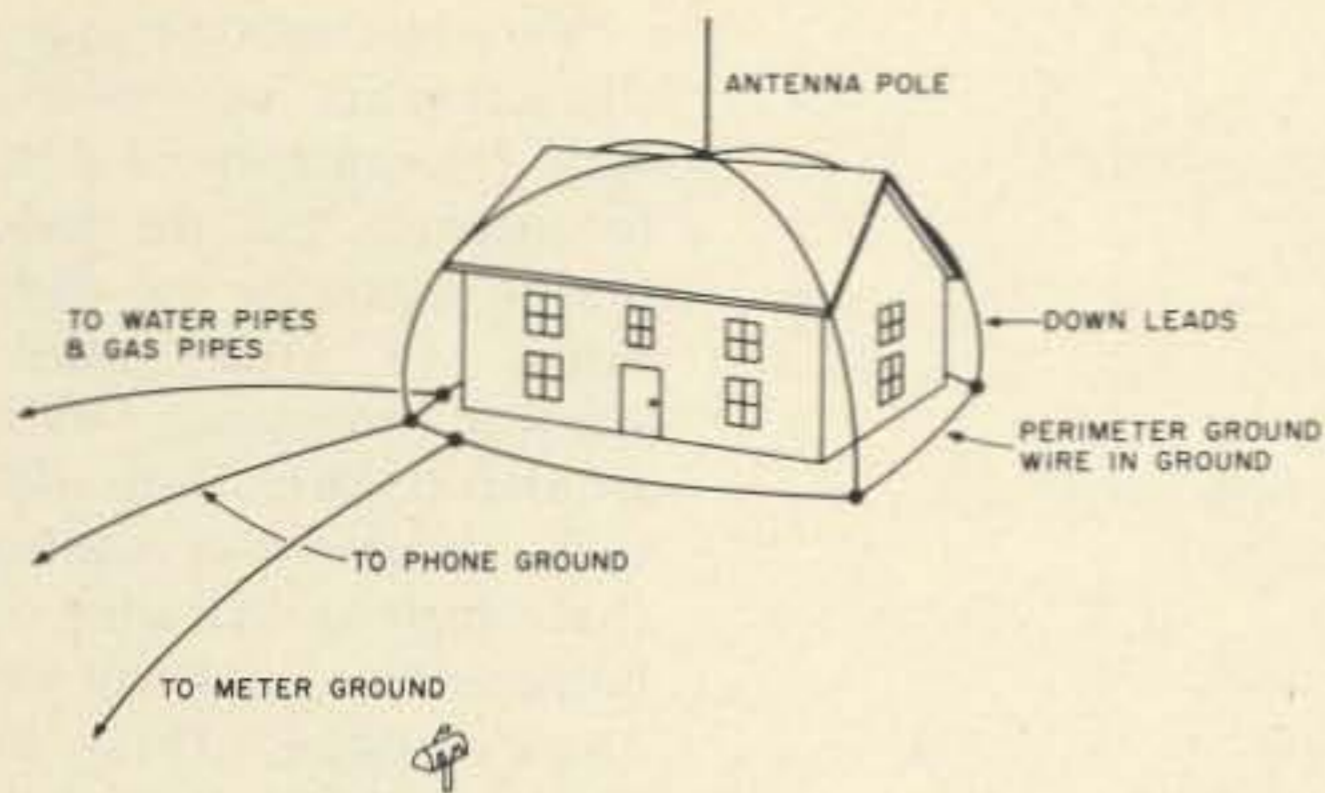 ANTENNA POLE
TO WATER PIPES
& GAS PIPES
DOWN LEADS
PERIMETER GROUND
WIRE IN GROUND
TO PHONE GROUND
TO METER GROUND